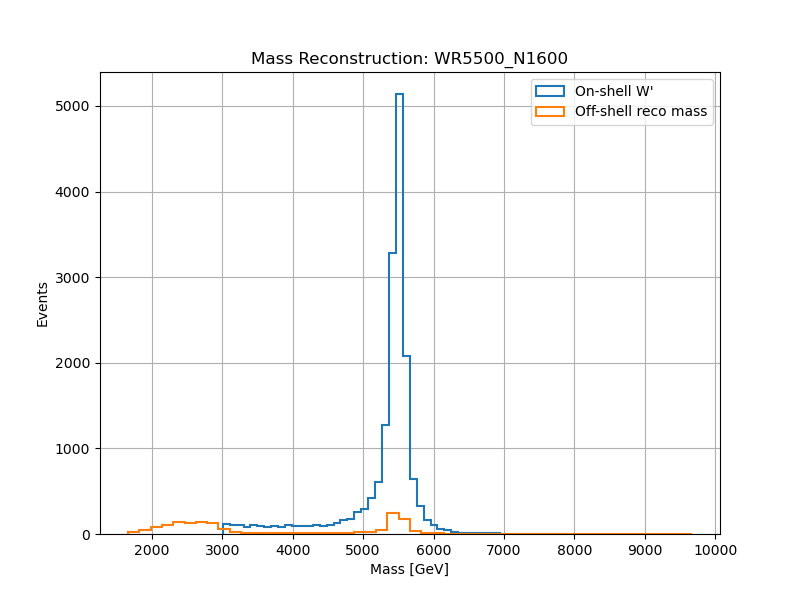 Mass Reconstruction: WR5500_N1600
On-shell W'
Off-shell reco mass
5000
4000
3000
2000
1000
0
Events
2000 3000 4000 5000 6000 7000 8000 9000 10000
Mass [GeV]